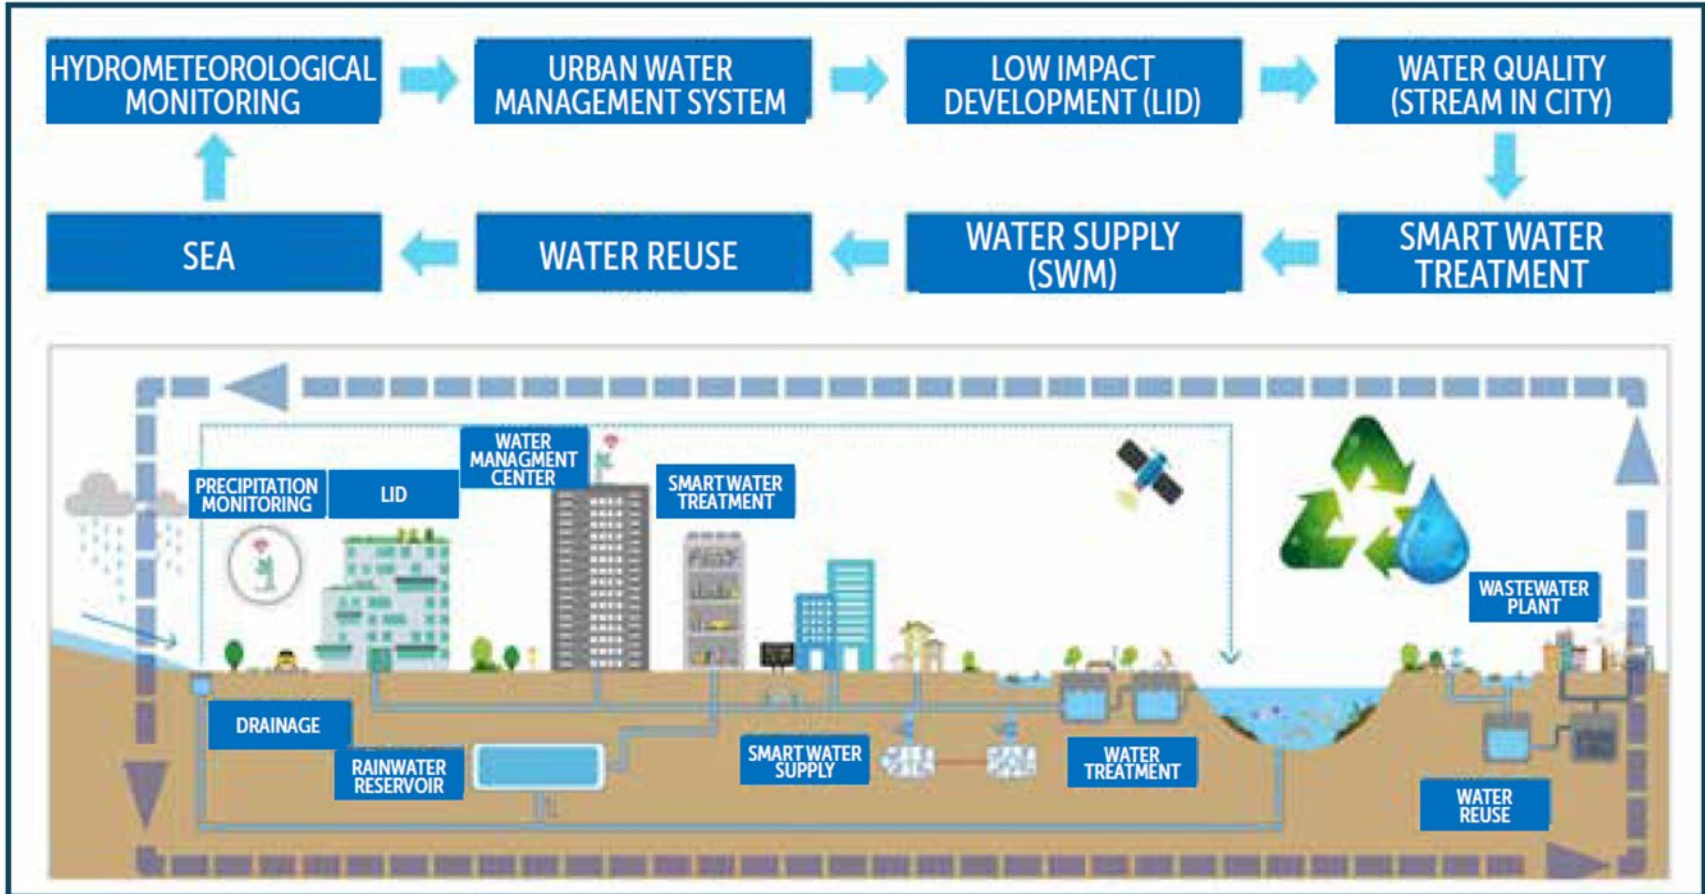 HYDROMETEOROLOGICAL
MONITORING
URBAN WATER
MANAGEMENT SYSTEM
LOW IMPACT
DEVELOPMENT (LID)
WATER QUALITY
(STREAM IN CITY)
SEA
WATER REUSE
WATER SUPPLY
(SWM)
SMART WATER
TREATMENT
PRECIPITATION
MONITORING
LID
WATER
MANAGMENT
CENTER
SMART WATER
TREATMENT
WASTEWATER
PLANT
DRAINAGE
RAINWATER
RESERVOIR
SMART WATER
SUPPLY
WATER
TREATMENT
WATER
REUSE